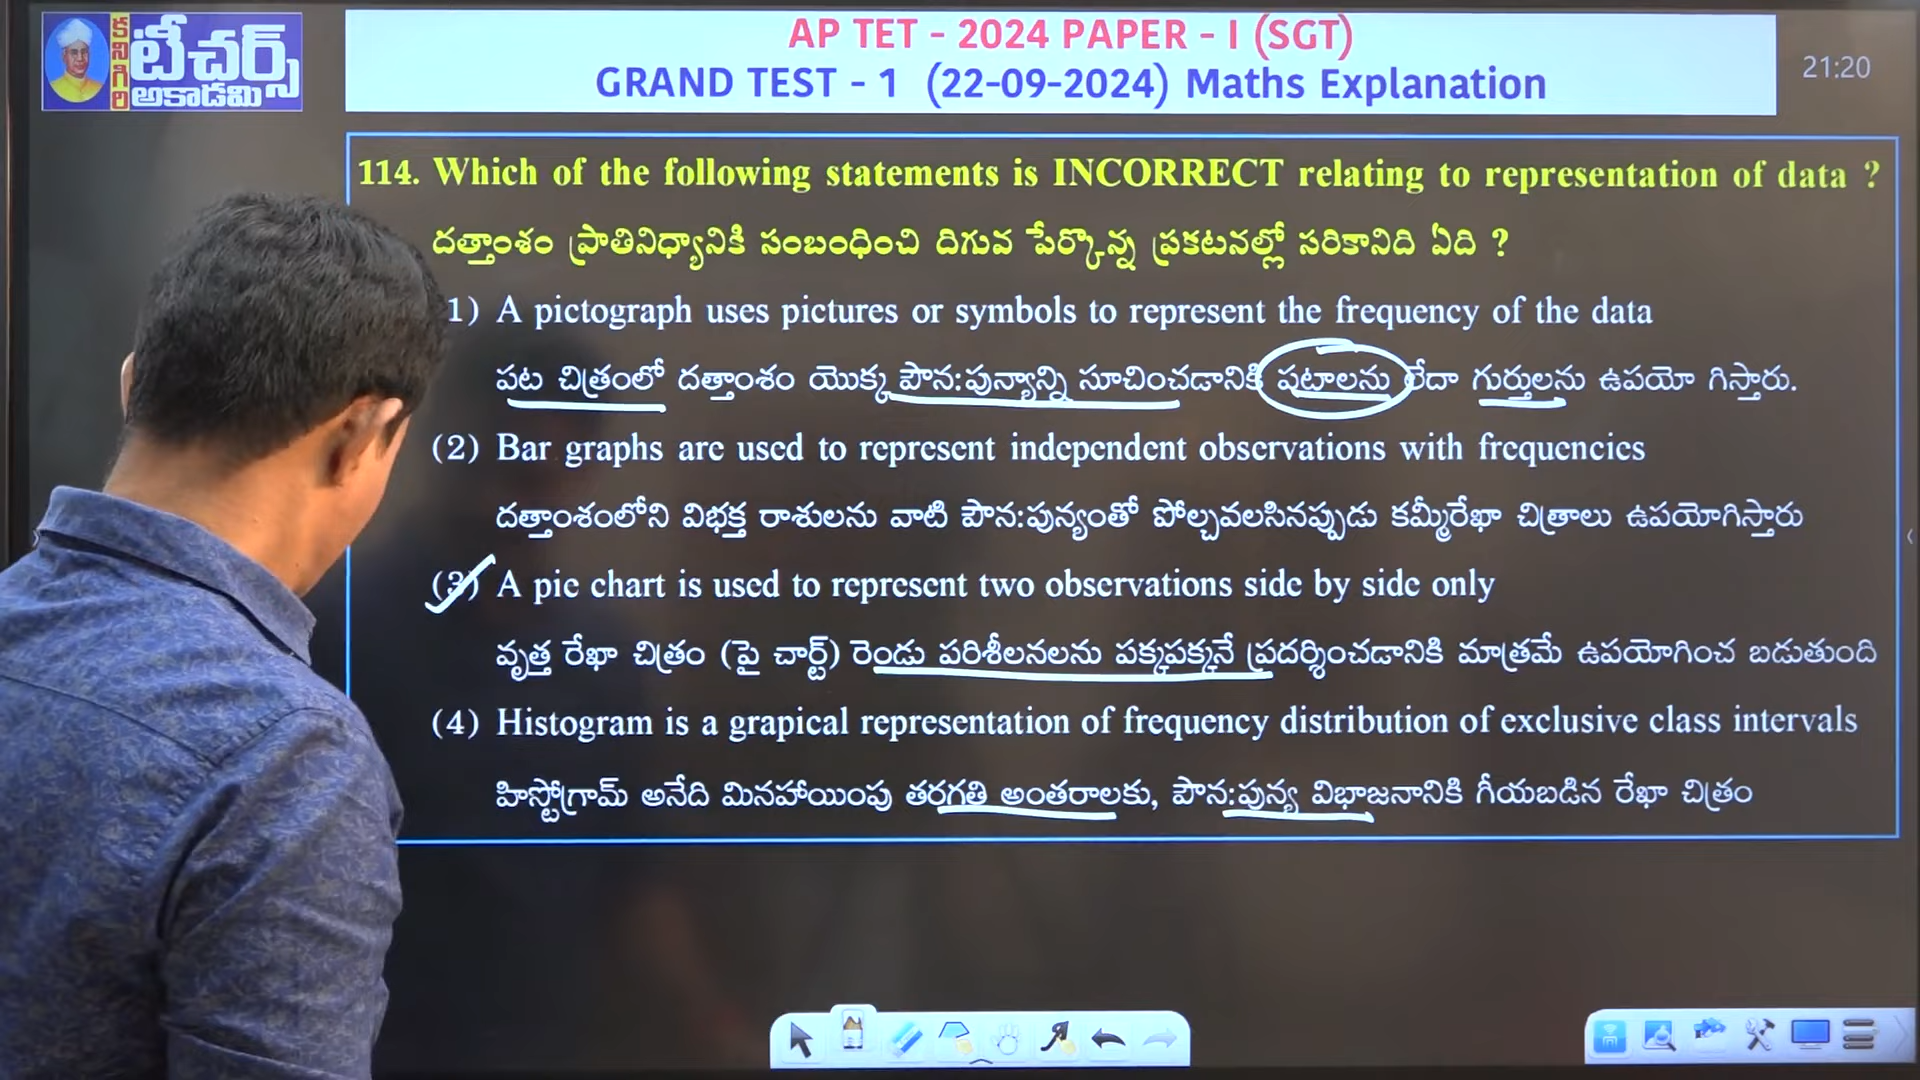 కనిగిరి
టీచర్స్
అకాడమి
AP TET - 2024 PAPER - I (SGT)
GRAND TEST - 1 (22-09-2024) Maths Explanation
21:20
114. Which of the following statements is INCORRECT relating to representation of data ?
దత్తాంశం ప్రాతినిధ్యానికి సంబంధించి దిగువ పేర్కొన్న ప్రకటనల్లో సరికానిది ఏది ?
1) A pictograph uses pictures or symbols to represent the frequency of the data
పట చిత్రంలో దత్తాంశం యొక్క పౌన:పున్యాన్ని సూచించడానికి పటాలను లేదా గుర్తులను ఉపయో గిస్తారు.
(2) Bar graphs are used to represent independent observations with frequencies
దత్తాంశంలోని విభక్త రాశులను వాటి పౌన:పున్యంతో పోల్చవలసినప్పుడు కమ్మీరేఖా చిత్రాలు ఉపయోగిస్తారు
(3) A pie chart is used to represent two observations side by side only
వృత్త రేఖా చిత్రం (పై చార్ట్) రెండు పరిశీలనలను పక్కపక్కనే ప్రదర్శించడానికి మాత్రమే ఉపయోగించ బడుతుంది
(4) Histogram is a grapical representation of frequency distribution of exclusive class intervals
హిస్టోగ్రామ్ అనేది మినహాయింపు తరగతి అంతరాలకు, పౌన:పున్య విభాజనానికి గీయబడిన రేఖా చిత్రం